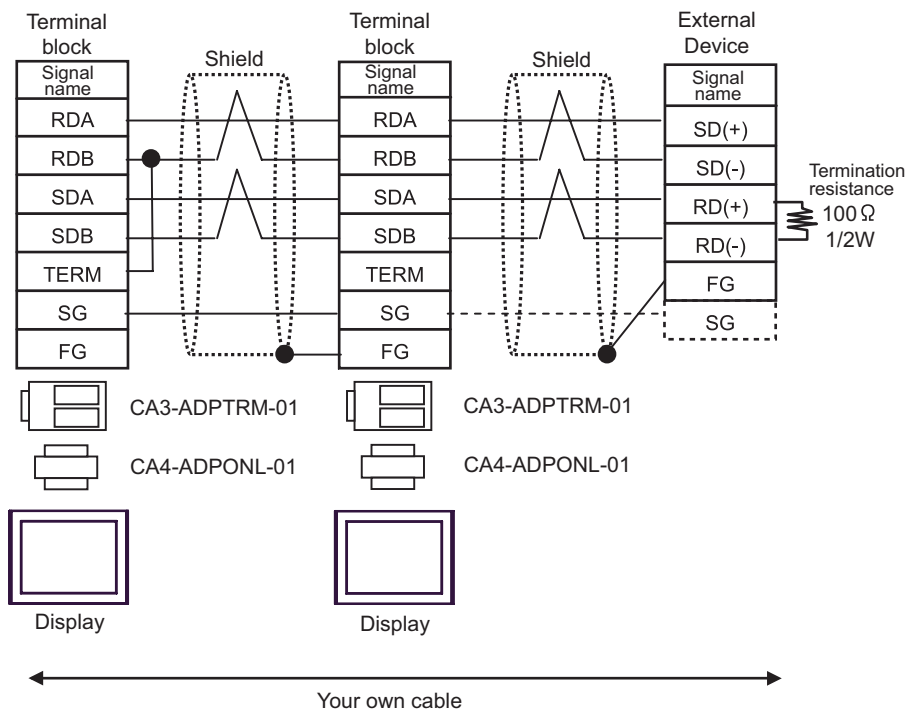 Terminal
block
Signal
name
RDA
RDB
SDA
SDB
TERM
SG
FG
Shield
Terminal
block
Signal
name
RDA
RDB
SDA
SDB
TERM
SG
FG
Shield
External
Device
Signal
name
SD(+)
SD(-)
RD(+)
RD(-)
FG
SG
Termination
resistance
100 Ω
1/2W
CA3-ADPTRM-01
CA3-ADPTRM-01
CA4-ADPONL-01
CA4-ADPONL-01
Display
Display
Your own cable